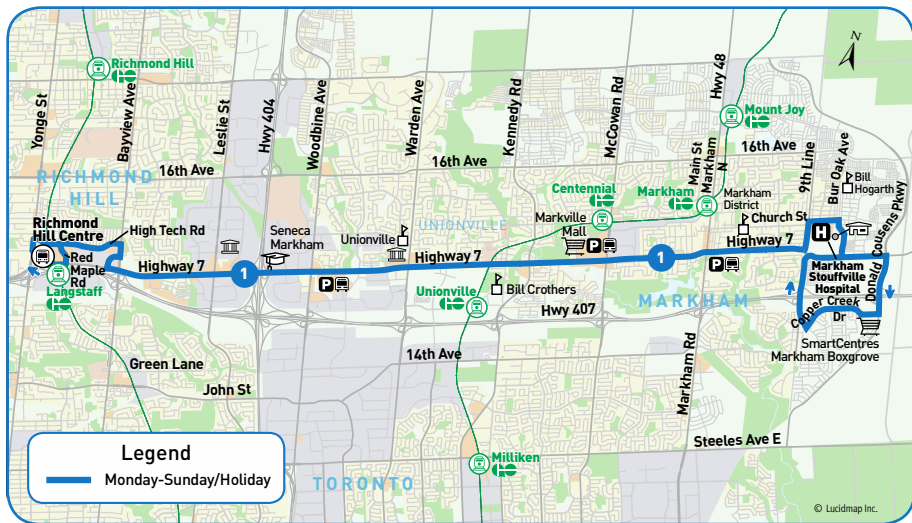 Richmond Hill
Yonge St
Bayview Ave
Leslie St
Hwy 404
Woodbine Ave
Warden Ave
Kennedy Rd
McCowan Rd
Hwy 48
N
Mount Joy
16th Ave
16th Ave
16th Ave
Main St
Markham
N
9th Line
Bur Oak Ave
Bill
Hogarth
RICHMOND
HILL
Centennial
Markham
Markham
District
Church St
Donald Cousens Pkwy
Richmond
Hill Centre
High Tech Rd
Red
Maple
Rd
Langstaff
Seneca
Markham
Unionville
UNIONVILLE
Markville
Mall
P
Highway 7
1
Highway 7
1
Highway 7
P
P
H
Markham
Stouffville
Hospital
Unionville
Bill Crothers
MARKHAM
Hwy 407
Copper Creek
Dr
SmartCentres
Markham Boxgrove
14th Ave
Green Lane
John St
Markham Rd
Steeles Ave E
Milliken
TORONTO
Legend
Monday-Sunday/Holiday
© Lucidmap Inc.